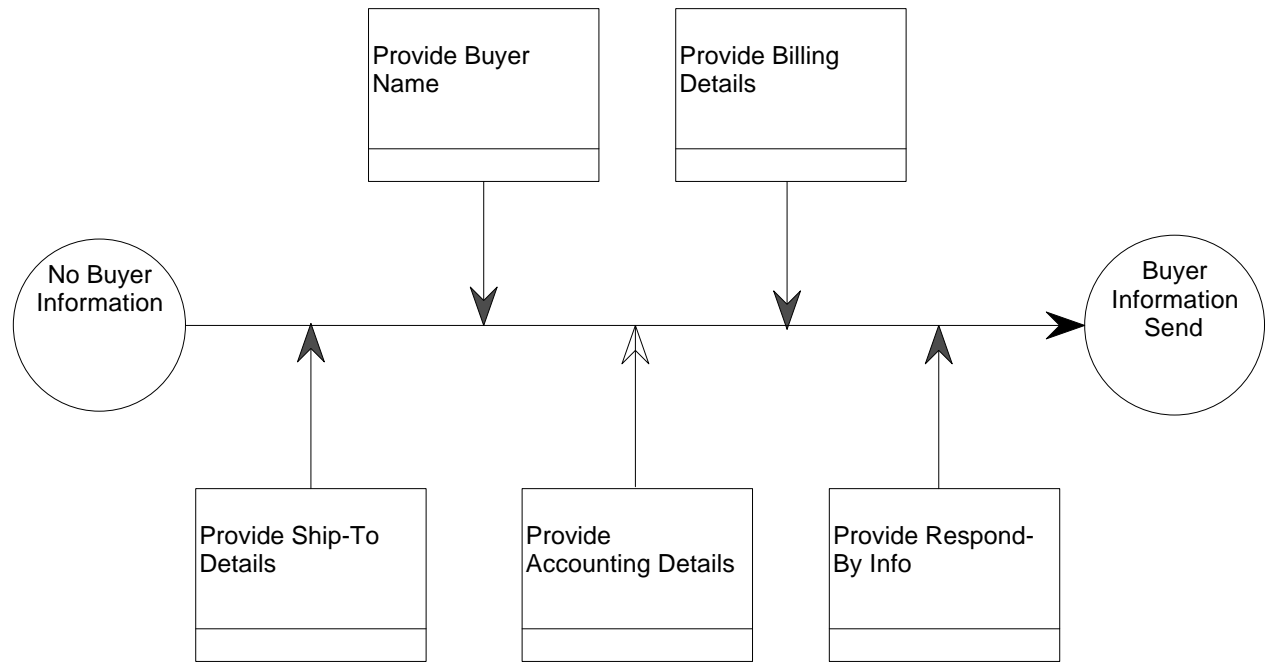 Provide Buyer
Name
Provide Billing
Details
No Buyer
Information
Buyer
Information
Send
Provide Ship-To
Details
Provide
Accounting Details
Provide Respond-
By Info